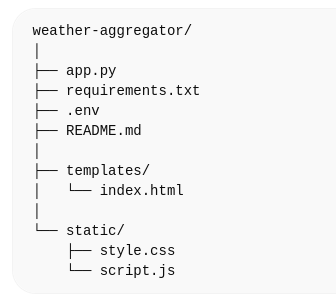 weather-aggregator/
│
├── app.py
├── requirements.txt
├── .env
├── README.md
│
├── templates/
│   └── index.html
│
└── static/
    ├── style.css
    └── script.js